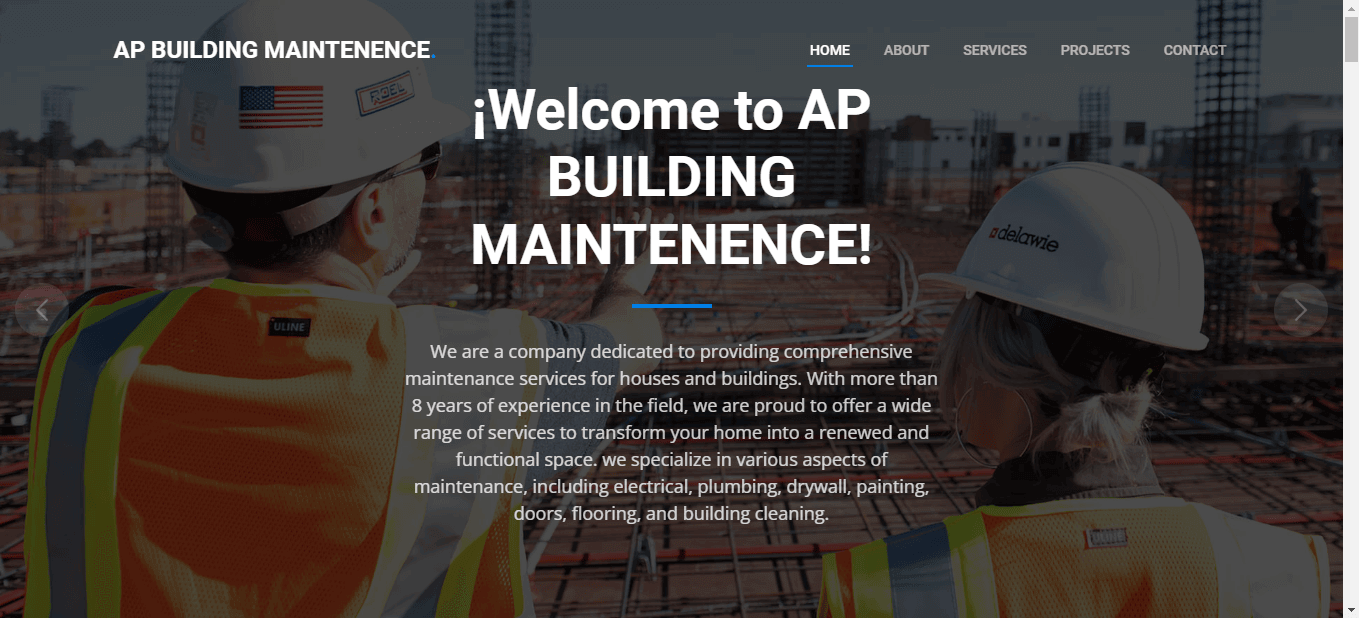 AP BUILDING MAINTENENCE.
HOME ABOUT SERVICES PROJECTS CONTACT
¡Welcome to AP
BUILDING
MAINTENENCE!
We are a company dedicated to providing comprehensive
maintenance services for houses and buildings. With more than
8 years of experience in the field, we are proud to offer a wide
range of services to transform your home into a renewed and
functional space. we specialize in various aspects of
maintenance, including electrical, plumbing, drywall, painting,
doors, flooring, and building cleaning.
ULINE
delawie